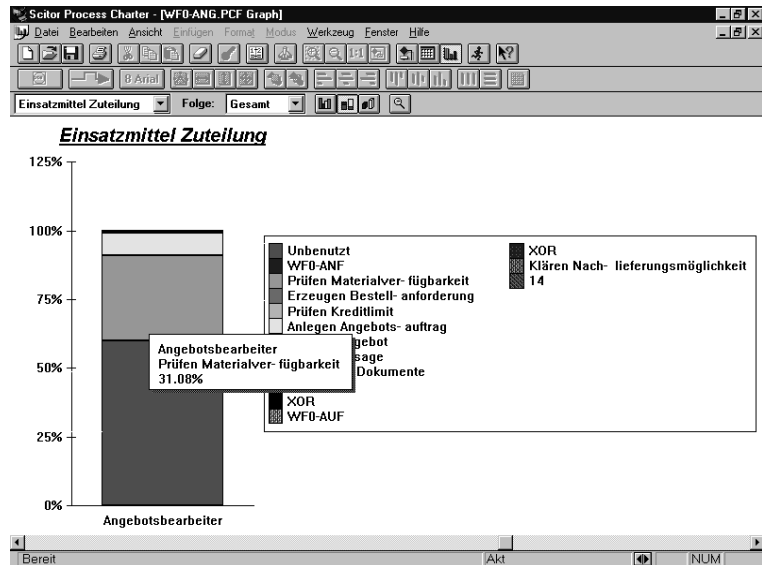 Scitor Process Charter - [WF0-ANG.PCF Graph]
Datei Bearbeiten Ansicht Einfügen Format Modus Werkzeug Fenster Hilfe
1:1
8 Arial
Einsatzmittel Zuteilung Folge: Gesamt
Einsatzmittel Zuteilung
125%
100%
75%
50%
25%
0%
Angebotsbearbeiter
Unbenutzt
WF0-ANF
Prüfen Materialver- fügbarkeit
Erzeugen Bestell- anforderung
Prüfen Kreditlimit
Anlegen Angebots- auftrag
gebot
sage
Dokumente
XOR
WF0-AUF
XOR
Klären Nach- lieferungsmöglichkeit
14
Angebotsbearbeiter
Prüfen Materialver- fügbarkeit
31.08%
Bereit Akt NUM